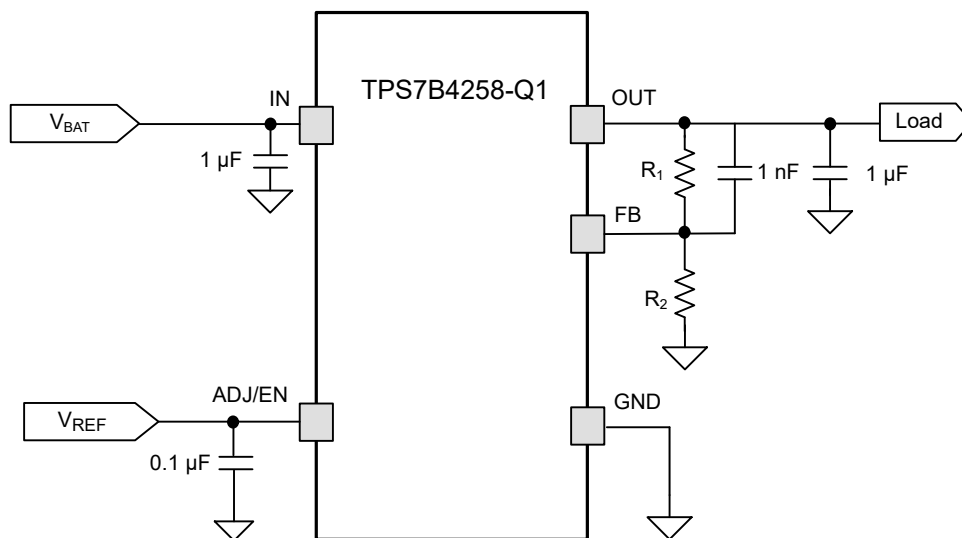 TPS7B4258-Q1
IN
OUT
V_BAT
Load
1 µF
R_1
1 nF
1 µF
FB
R_2
ADJ/EN
GND
V_REF
0.1 µF